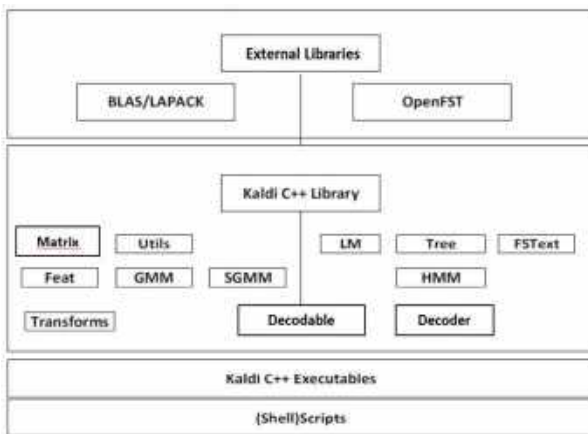 External Libraries
BLAS/LAPACK
OpenFST
Kaldi C++ Library
Matrix
Utils
LM
Tree
FSText
Feat
GMM
SGMM
HMM
Transforms
Decodable
Decoder
Kaldi C++ Executables
(Shell)Scripts